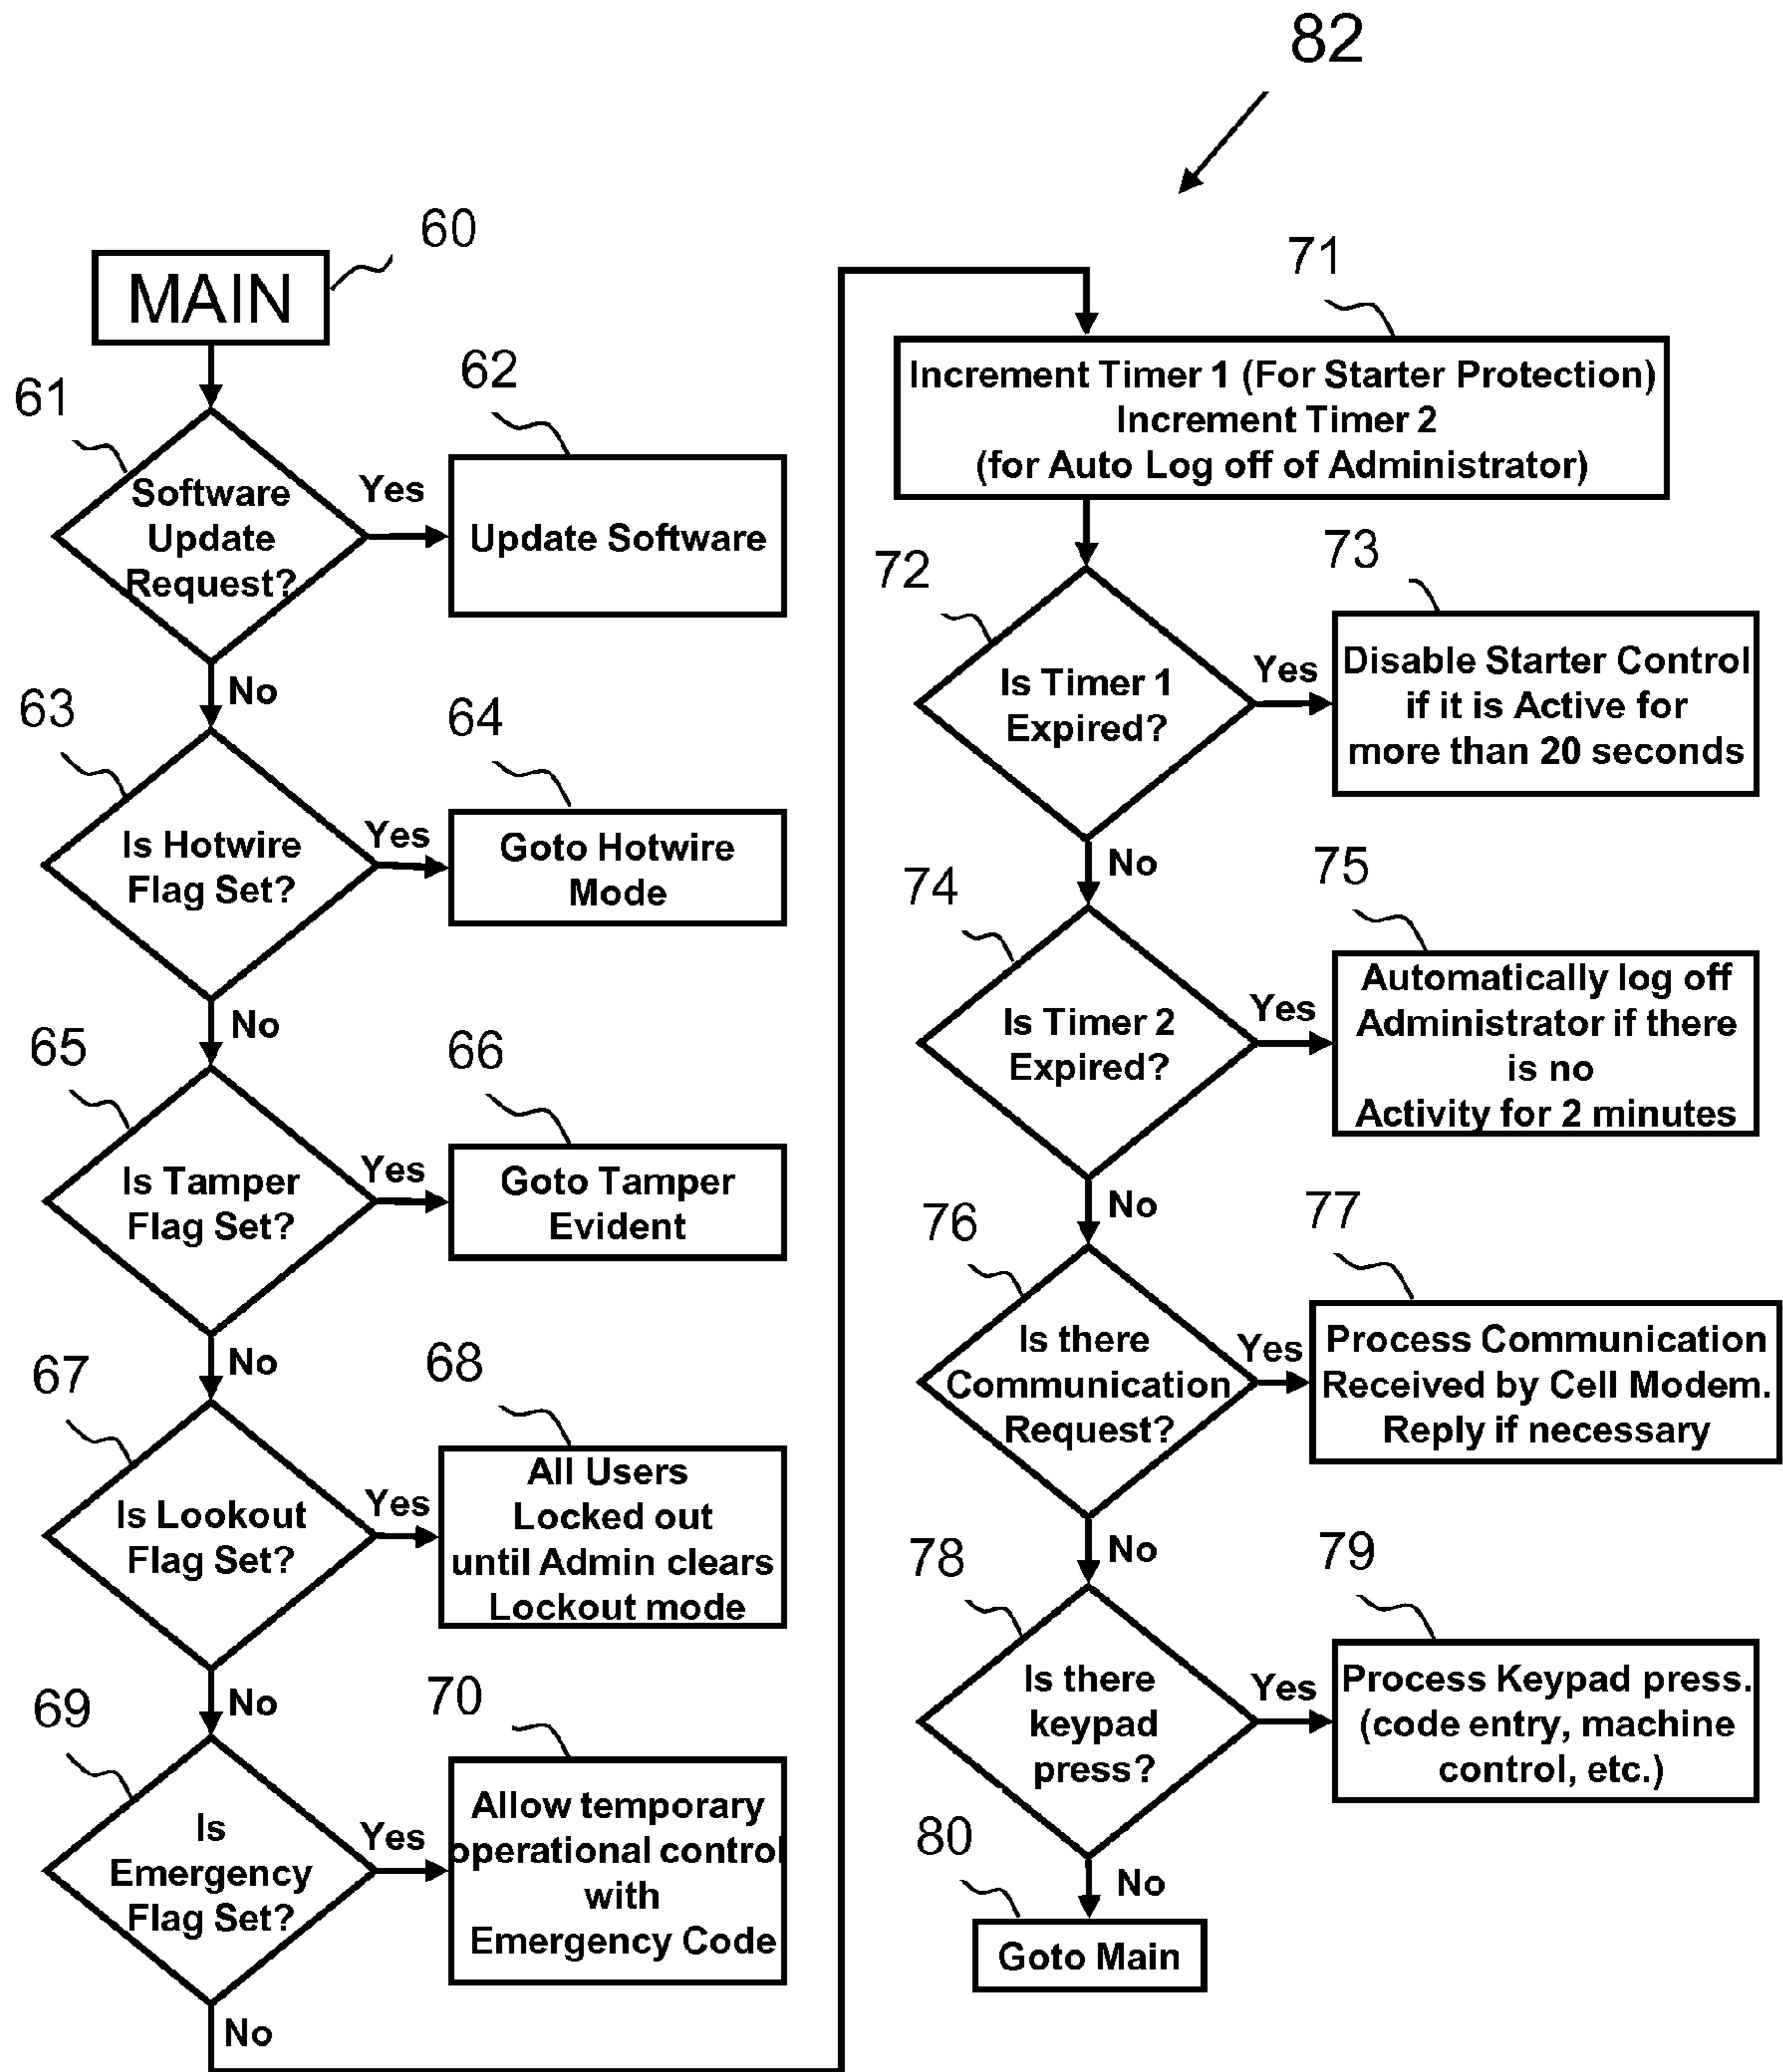 82
60
MAIN
61
Software
Update
Request?
Yes
62
Update Software
No
63
Is Hotwire
Flag Set?
Yes
64
Goto Hotwire
Mode
No
65
Is Tamper
Flag Set?
Yes
66
Goto Tamper
Evident
No
67
Is Lookout
Flag Set?
Yes
68
All Users
Locked out
until Admin clears
Lockout mode
No
69
Is
Emergency
Flag Set?
Yes
70
Allow temporary
operational control
with
Emergency Code
No
71
Increment Timer 1 (For Starter Protection)
Increment Timer 2
(for Auto Log off of Administrator)
72
Is Timer 1
Expired?
Yes
73
Disable Starter Control
if it is Active for
more than 20 seconds
No
74
Is Timer 2
Expired?
Yes
75
Automatically log off
Administrator if there
is no
Activity for 2 minutes
No
76
Is there
Communication
Request?
Yes
77
Process Communication
Received by Cell Modem.
Reply if necessary
No
78
Is there
keypad
press?
Yes
79
Process Keypad press.
(code entry, machine
control, etc.)
No
80
Goto Main